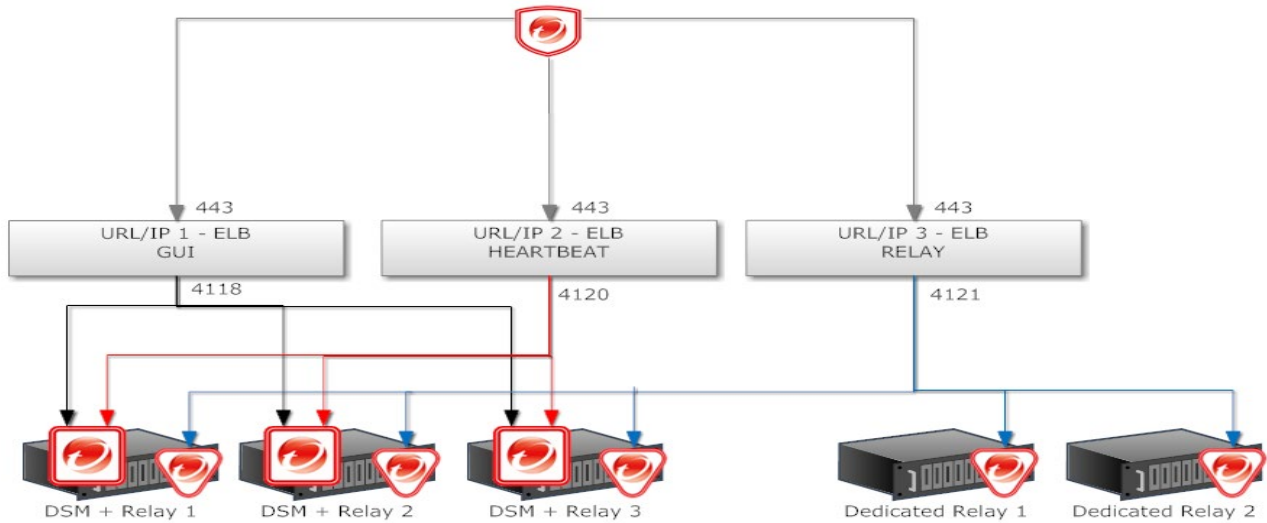 443
443
443
URL/IP 1 - ELB
GUI
URL/IP 2 - ELB
HEARTBEAT
URL/IP 3 - ELB
RELAY
4118
4120
4121
DSM + Relay 1
DSM + Relay 2
DSM + Relay 3
Dedicated Relay 1
Dedicated Relay 2